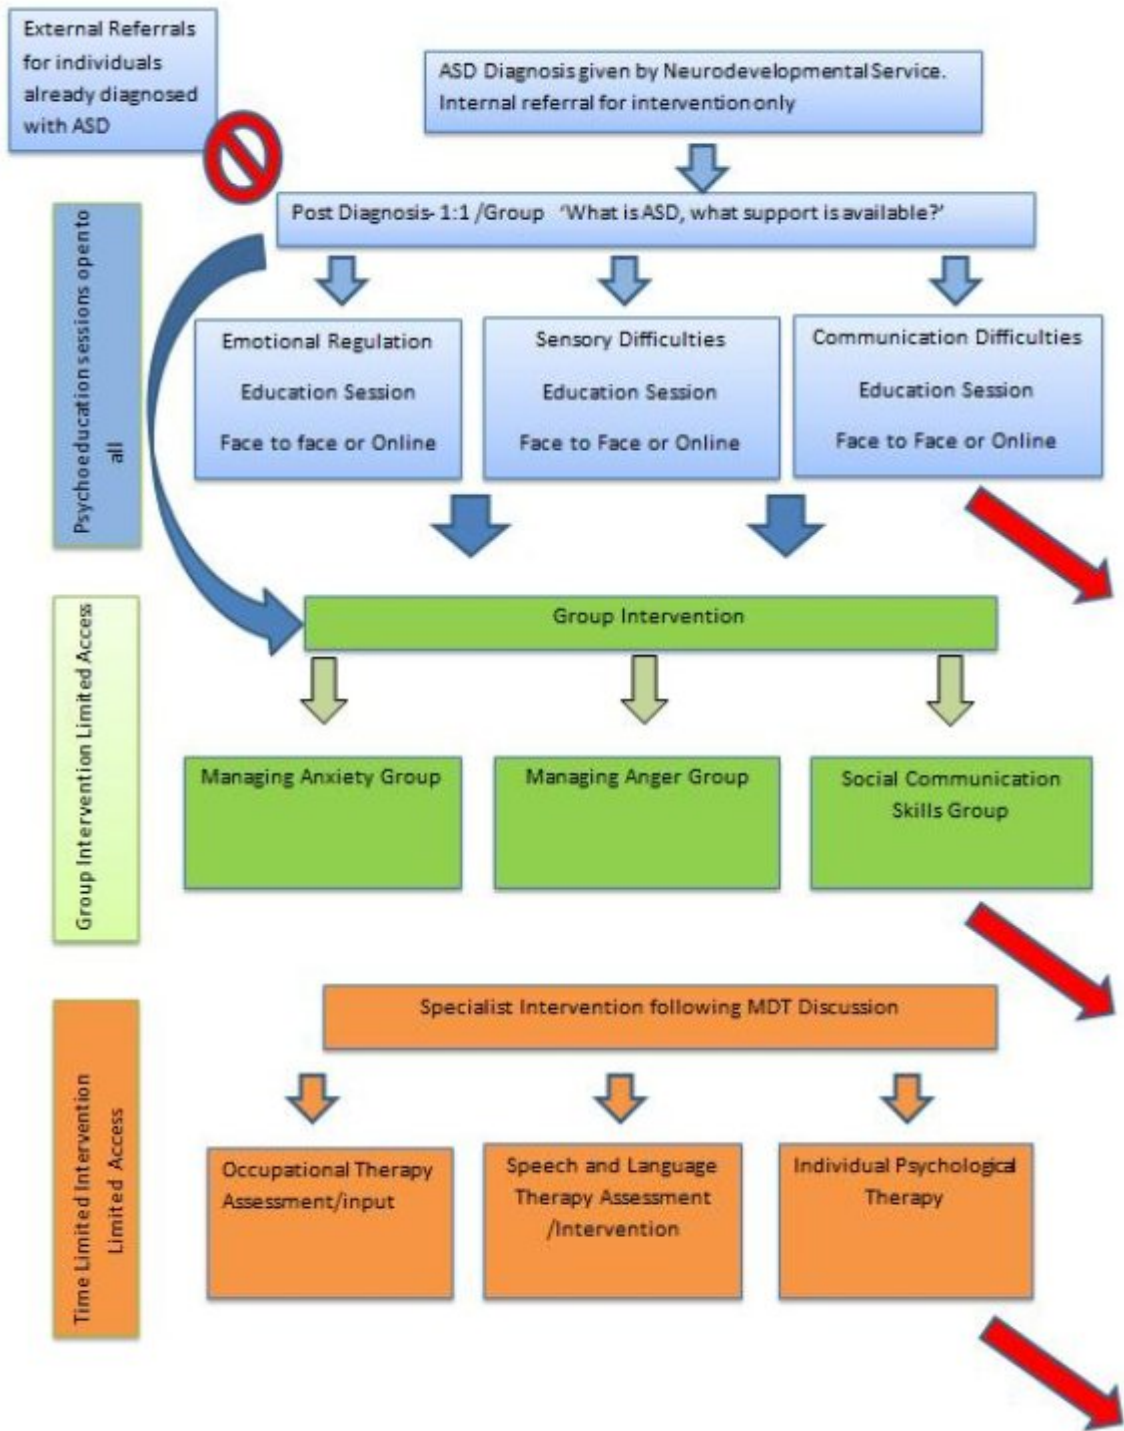 External Referrals
for individuals
already diagnosed
with ASD
ASD Diagnosis given by Neurodevelopmental Service.
Internal referral for intervention only
Post Diagnosis- 1:1 /Group 'What is ASD, what support is available?'
Psychoeducation sessions open to
all
Emotional Regulation
Education Session
Face to face or Online
Sensory Difficulties
Education Session
Face to Face or Online
Communication Difficulties
Education Session
Face to Face or Online
Group Intervention Limited Access
Group Intervention
Managing Anxiety Group
Managing Anger Group
Social Communication
Skills Group
Time Limited Intervention
Limited Access
Specialist Intervention following MDT Discussion
Occupational Therapy
Assessment/input
Speech and Language
Therapy Assessment
/Intervention
Individual Psychological
Therapy